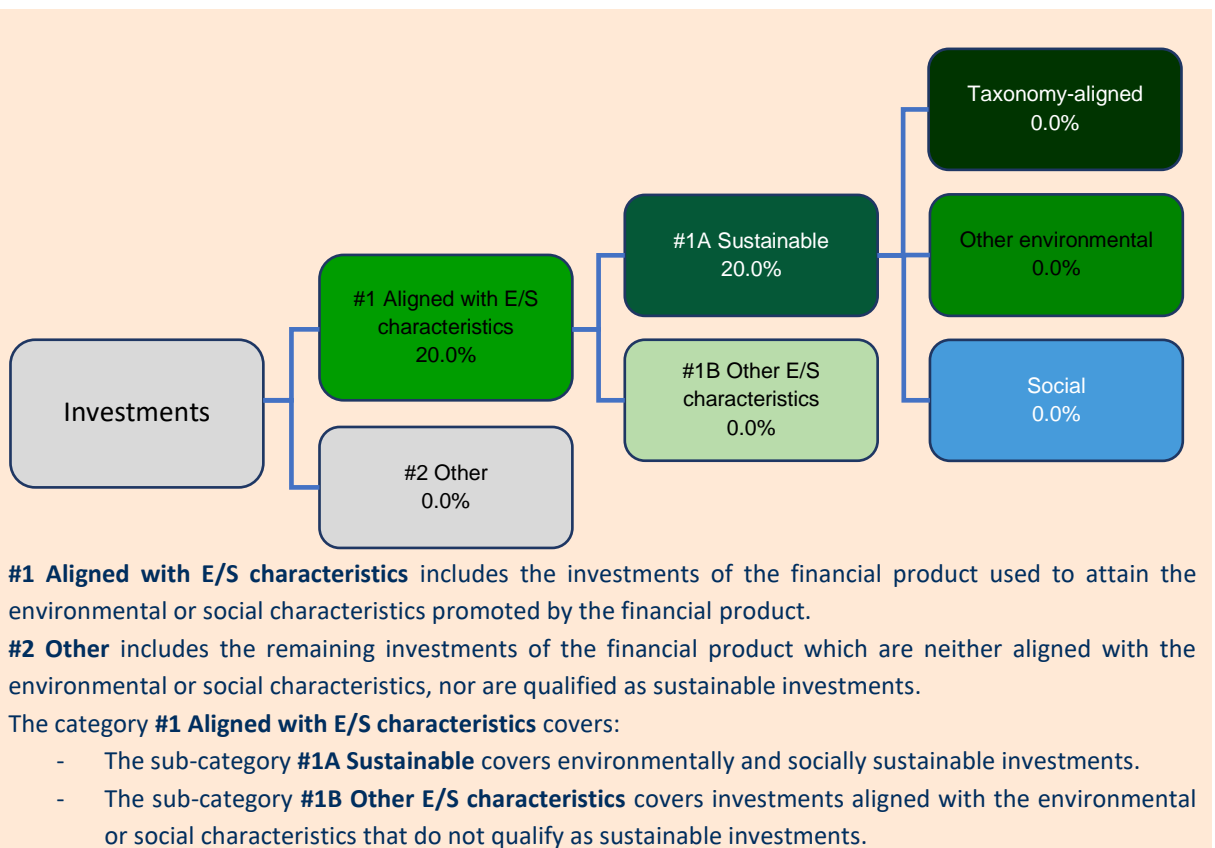 Taxonomy-aligned
0.0%
#1A Sustainable
20.0%
Other environmental
0.0%
#1 Aligned with E/S
characteristics
20.0%
#1B Other E/S
characteristics
0.0%
Social
0.0%
Investments
#2 Other
0.0%
#1 Aligned with E/S characteristics includes the investments of the financial product used to attain the
environmental or social characteristics promoted by the financial product.
#2 Other includes the remaining investments of the financial product which are neither aligned with the
environmental or social characteristics, nor are qualified as sustainable investments.
The category #1 Aligned with E/S characteristics covers:
- The sub-category #1A Sustainable covers environmentally and socially sustainable investments.
- The sub-category #1B Other E/S characteristics covers investments aligned with the environmental
or social characteristics that do not qualify as sustainable investments.